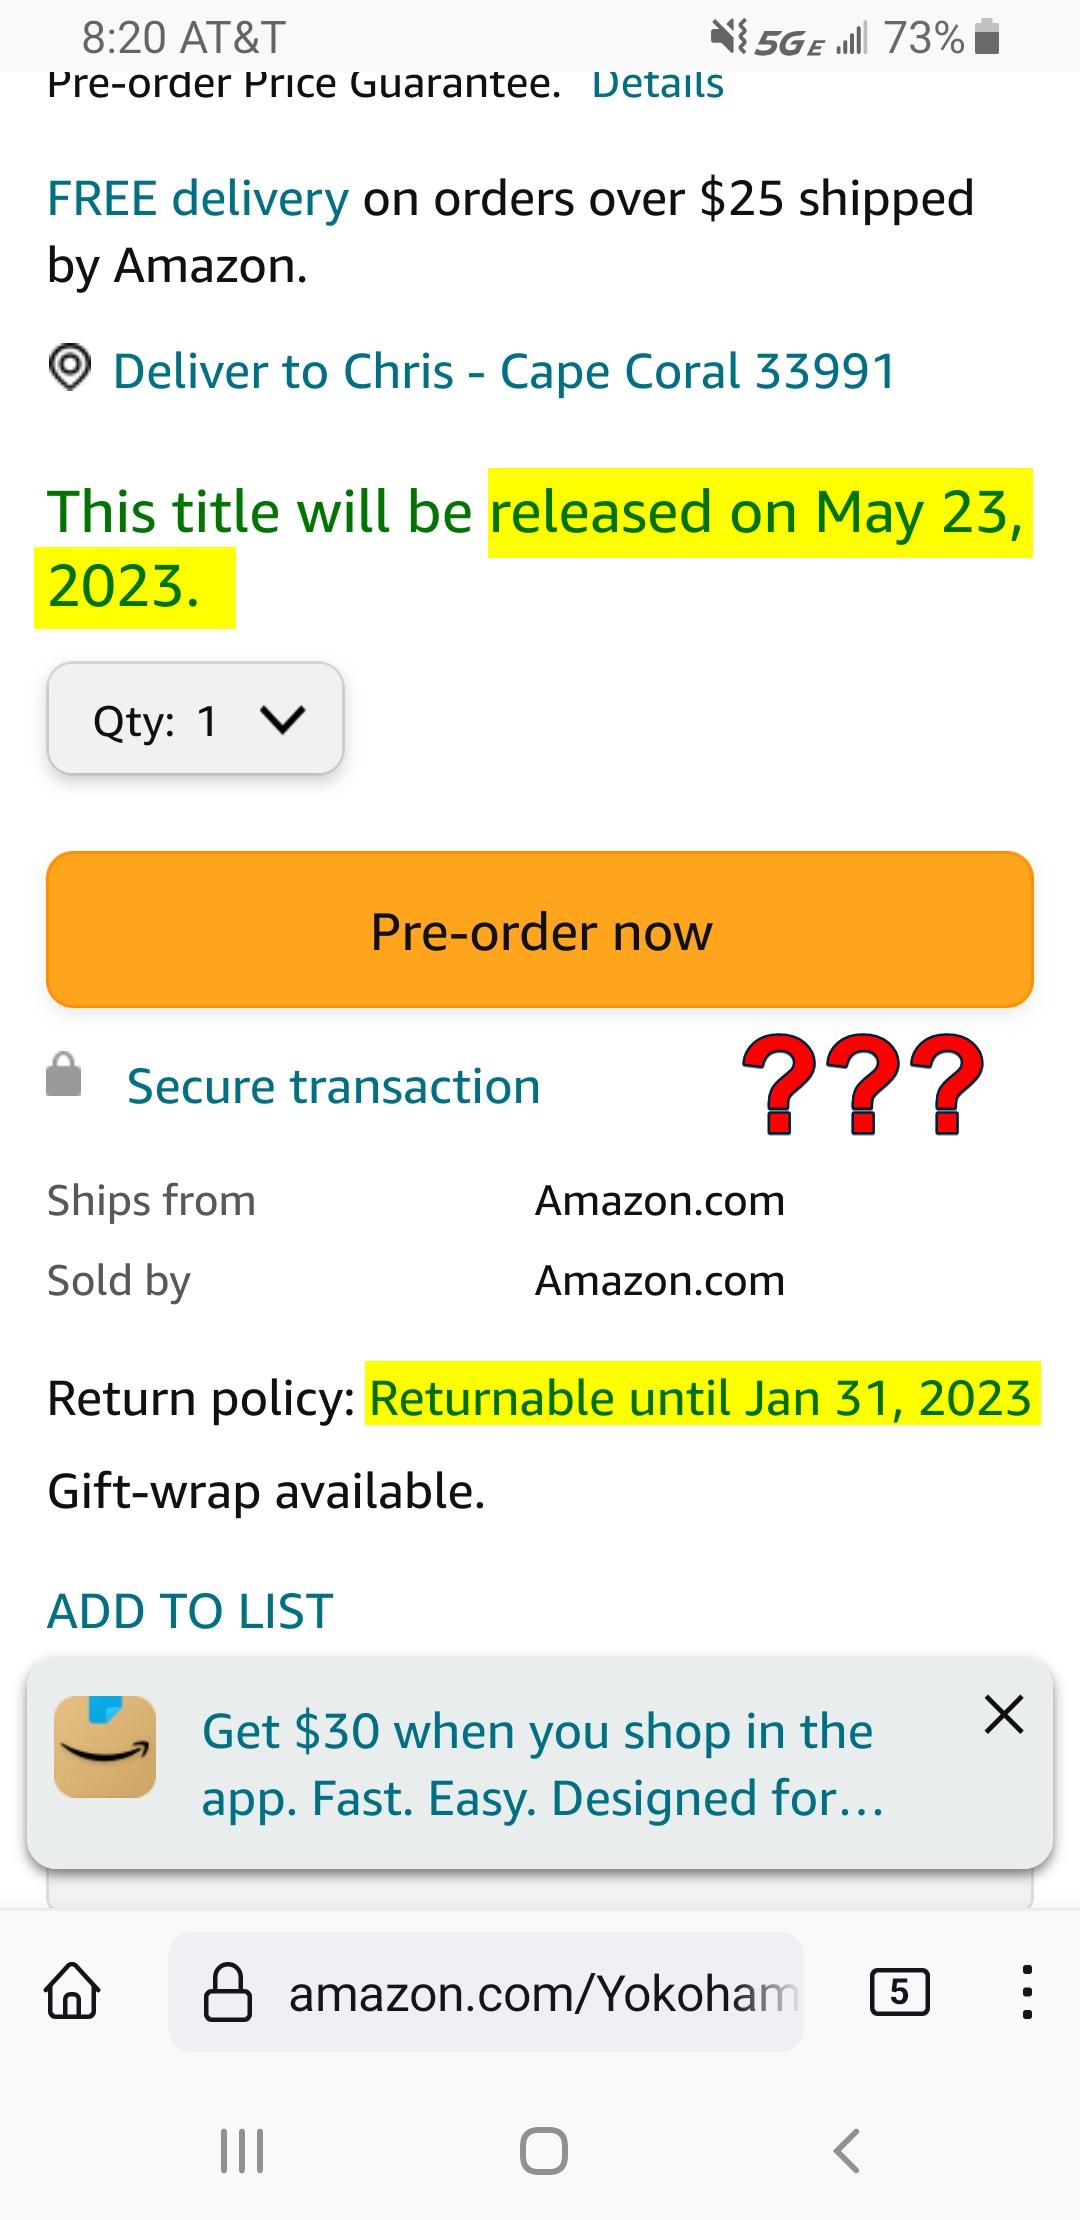 8:20 AT&T 5GE 73%
Pre-order Price Guarantee. Details
FREE delivery on orders over $25 shipped
by Amazon.
Deliver to Chris - Cape Coral 33991
This title will be released on May 23,
2023.
Qty: 1
Pre-order now
Secure transaction ???
Ships from Amazon.com
Sold by Amazon.com
Return policy: Returnable until Jan 31, 2023
Gift-wrap available.
ADD TO LIST
Get $30 when you shop in the
app. Fast. Easy. Designed for...
amazon.com/Yokoham 5